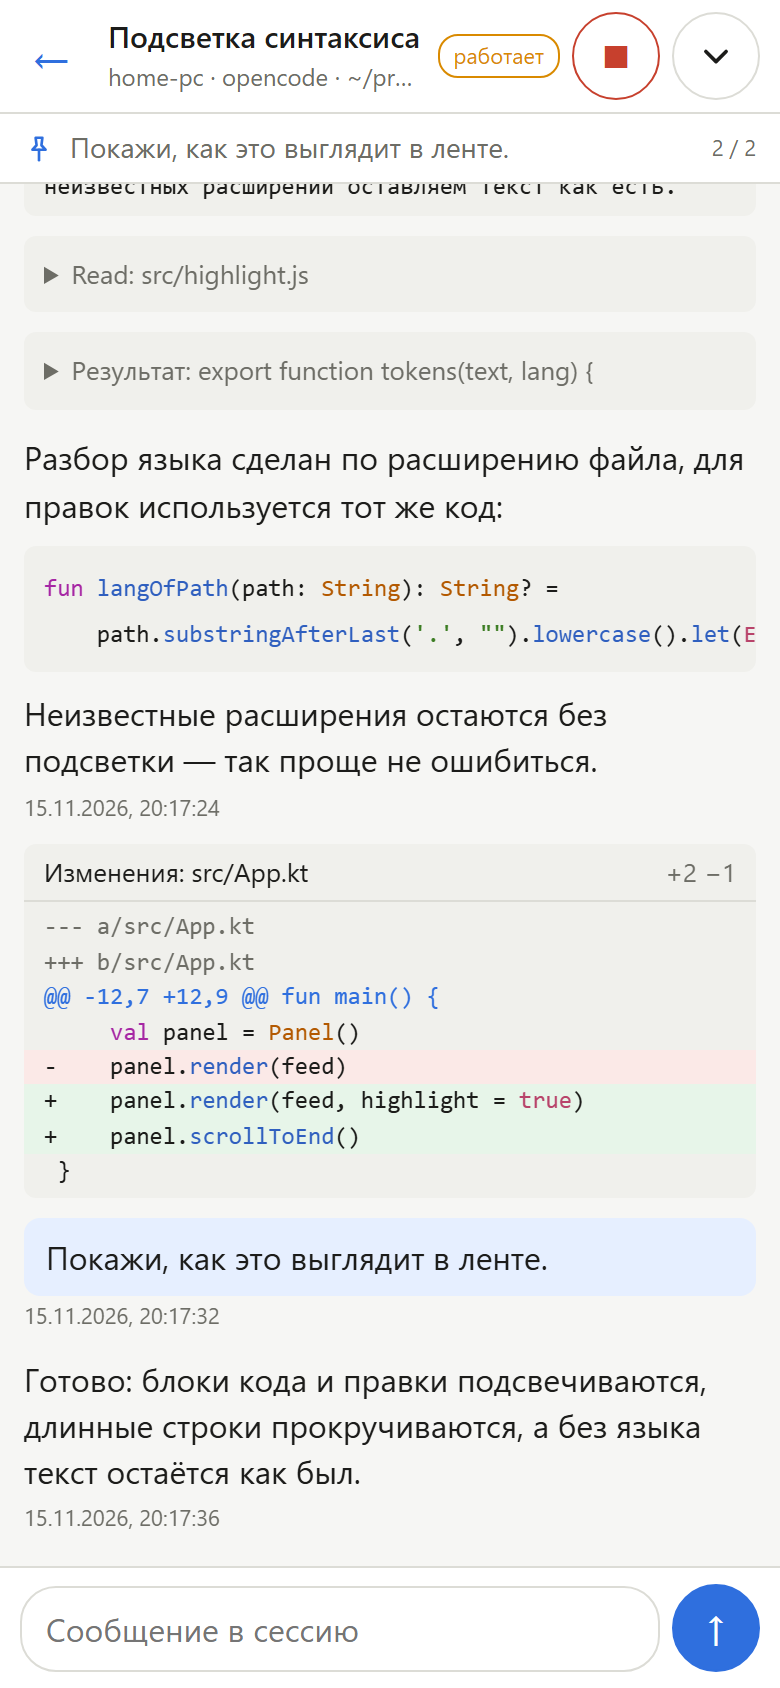 Подсветка синтаксиса
home-pc · opencode · ~/pr...
работает
Покажи, как это выглядит в ленте.
2 / 2
неизвестных расширений оставляем текст как есть.
Read: src/highlight.js
Результат: export function tokens(text, lang) {
Разбор языка сделан по расширению файла, для
правок используется тот же код:
fun langOfPath(path: String): String? =
    path.substringAfterLast('.', "").lowercase().let(E
Неизвестные расширения остаются без
подсветки — так проще не ошибиться.
15.11.2026, 20:17:24
Изменения: src/App.kt
+2 −1
--- a/src/App.kt
+++ b/src/App.kt
@@ -12,7 +12,9 @@ fun main() {
     val panel = Panel()
-    panel.render(feed)
+    panel.render(feed, highlight = true)
+    panel.scrollToEnd()
 }
Покажи, как это выглядит в ленте.
15.11.2026, 20:17:32
Готово: блоки кода и правки подсвечиваются,
длинные строки прокручиваются, а без языка
текст остаётся как был.
15.11.2026, 20:17:36
Сообщение в сессию